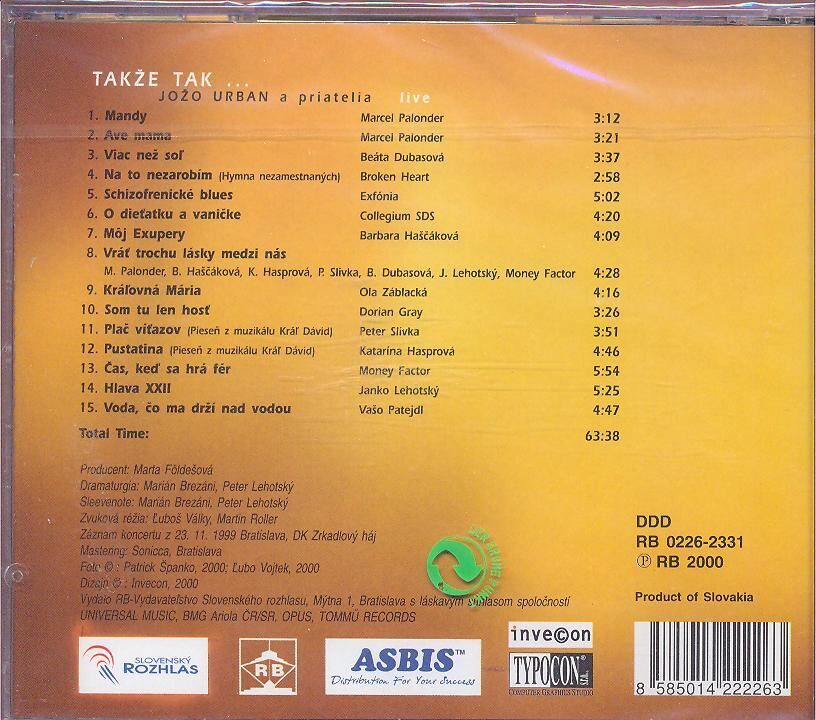 TAKŽE TAK ...
JOŽO URBAN a priatelia live
1. Mandy Marcel Palonder 3:12
2. Ave mama Marcel Palonder 3:21
3. Viac než soľ Beáta Dubasová 3:37
4. Na to nezarobím (Hymna nezamestnaných) Broken Heart 2:58
5. Schizofrenické blues Exfónia 5:02
6. O dieťatku a vaničke Collegium SDS 4:20
7. Môj Exupery Barbara Haščáková 4:09
8. Vráť trochu lásky medzi nás
M. Palonder, B. Haščáková, K. Hasprová, P. Slivka, B. Dubasová, J. Lehotský, Money Factor 4:28
9. Kráľovná Mária Ola Záblacká 4:16
10. Som tu len hosť Dorian Gray 3:26
11. Plač víťazov (Pieseň z muzikálu Kráľ Dávid) Peter Slivka 3:51
12. Pustatina (Pieseň z muzikálu Kráľ Dávid) Katarína Hasprová 4:46
13. Čas, keď sa hrá fér Money Factor 5:54
14. Hlava XXII Janko Lehotský 5:25
15. Voda, čo ma drží nad vodou Vašo Patejdl 4:47
Total Time: 63:38
Producent: Marta Földešová
Dramaturgia: Marián Brezáni, Peter Lehotský
Sleevenote: Marián Brezáni, Peter Lehotský
Zvuková réžia: Ľuboš Války, Martin Roller
Záznam koncertu z 23. 11. 1999 Bratislava, DK Zrkadlový háj
Mastering: Sonicca, Bratislava
Foto © : Patrick Španko, 2000; Ľubo Vojtek, 2000
Dizajn © : Invecon, 2000
Vydalo RB-Vydavateľstvo Slovenského rozhlasu, Mýtna 1, Bratislava s láskavým súhlasom spoločností
UNIVERSAL MUSIC, BMG Ariola ČR/SR, OPUS, TOMMÜ RECORDS
DDD
RB 0226-2331
℗ RB 2000
Product of Slovakia
SLOVENSKÝ
ROZHLAS
RB
ASBIS™
Distribution For Your Success
invecon
TYPOCON
COMPUTER GRAPHICS STUDIO
8 585014 222263